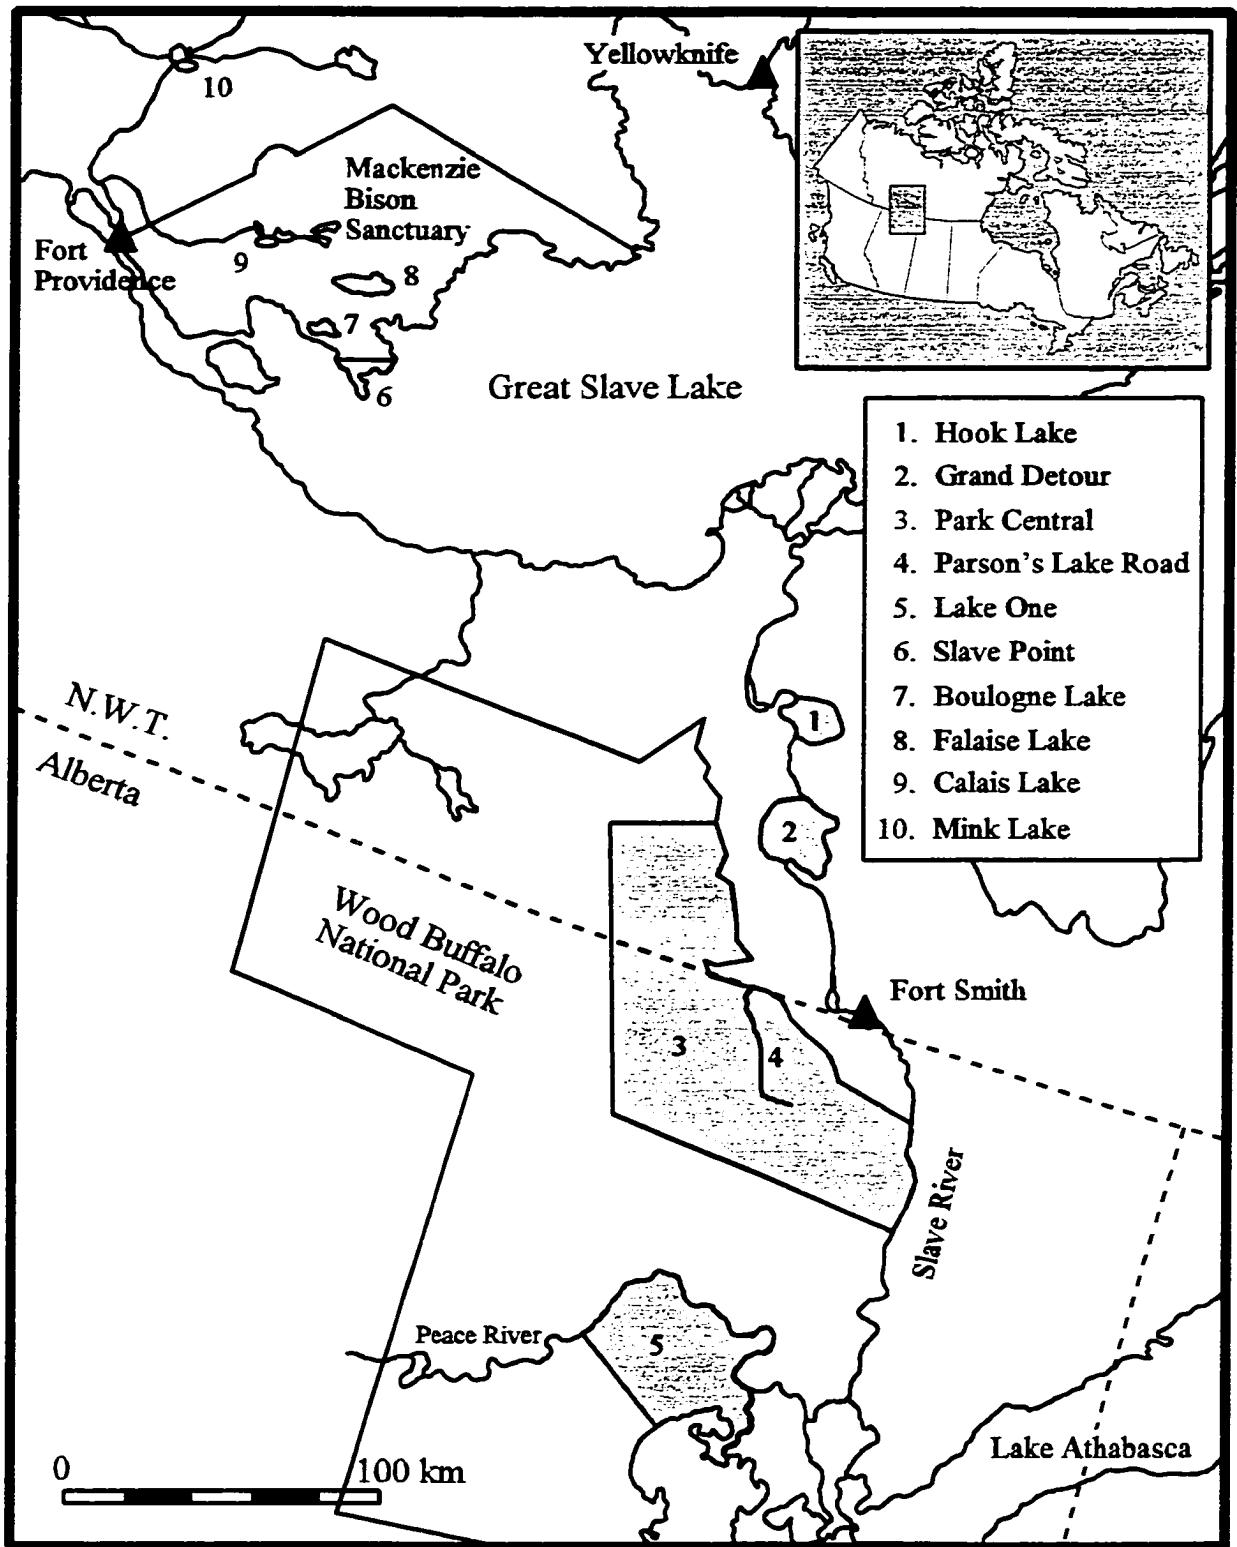 Yellowknife
10
Mackenzie
Bison
Sanctuary
Fort
Providence
9
8
7
6
Great Slave Lake
1. Hook Lake
2. Grand Detour
3. Park Central
4. Parson's Lake Road
5. Lake One
6. Slave Point
7. Boulogne Lake
8. Falaise Lake
9. Calais Lake
10. Mink Lake
N.W.T.
Alberta
1
2
Wood Buffalo
National Park
Fort Smith
3
4
Slave River
Peace River
5
Lake Athabasca
0 100 km